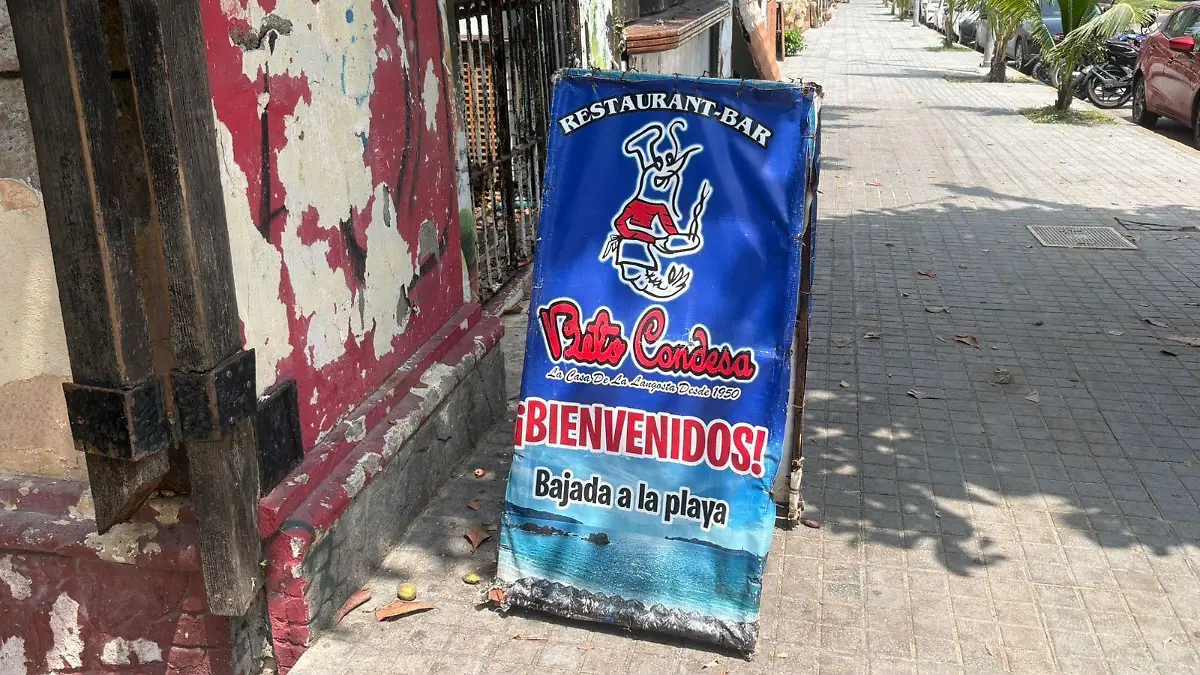 RESTAURANT-BAR
Beto Condesa
La Casa De La Langosta Desde 1950
¡BIENVENIDOS!
Bajada a la playa